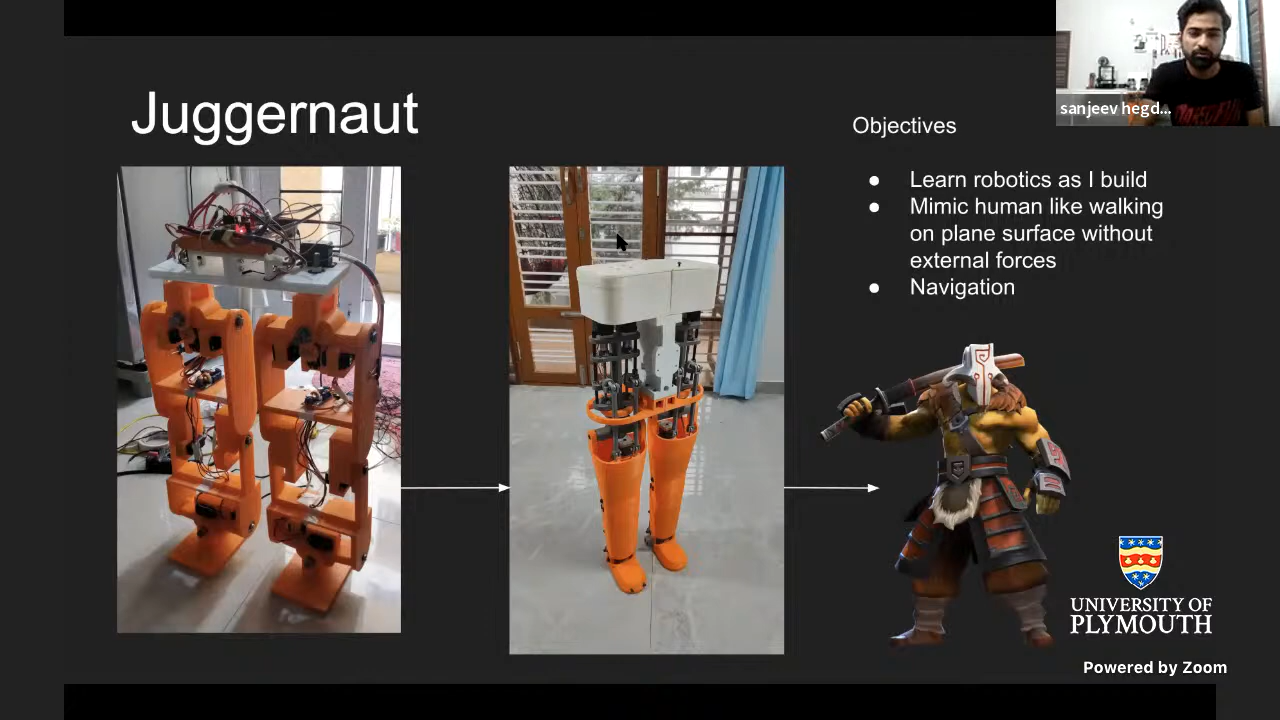 Juggernaut
Objectives
● Learn robotics as I build
● Mimic human like walking
on plane surface without
external forces
● Navigation
sanjeev hegd...
UNIVERSITY OF
PLYMOUTH
Powered by Zoom